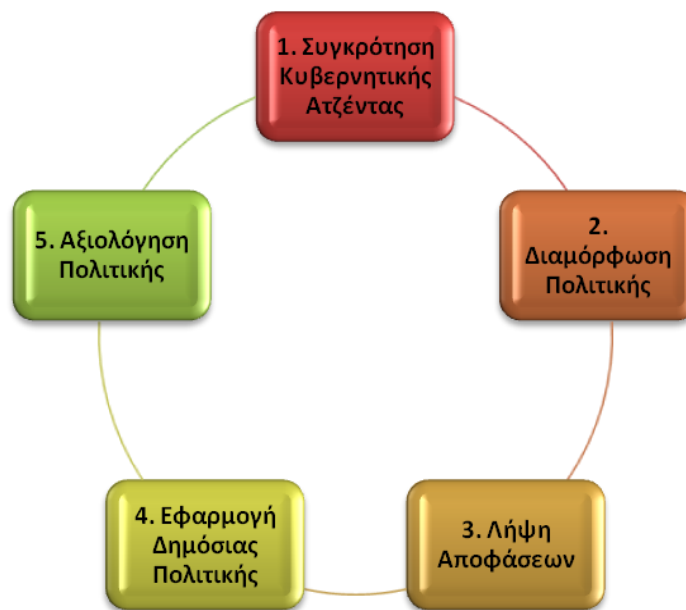 1. Συγκρότηση
Κυβερνητικής
Ατζέντας
2.
Διαμόρφωση
Πολιτικής
3. Λήψη
Αποφάσεων
4. Εφαρμογή
Δημόσιας
Πολιτικής
5. Αξιολόγηση
Πολιτικής